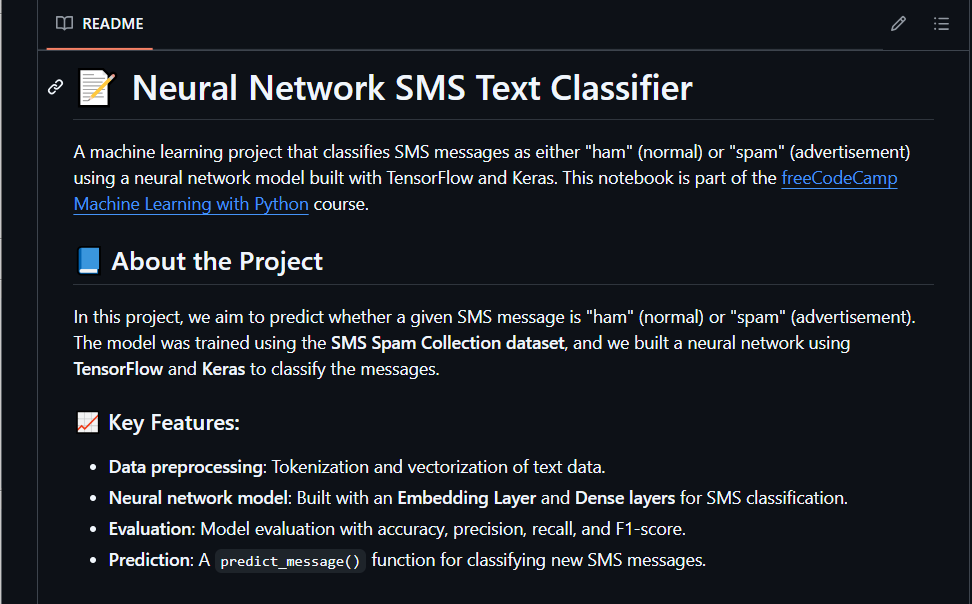 README
Neural Network SMS Text Classifier
A machine learning project that classifies SMS messages as either "ham" (normal) or "spam" (advertisement)
using a neural network model built with TensorFlow and Keras. This notebook is part of the freeCodeCamp
Machine Learning with Python course.
About the Project
In this project, we aim to predict whether a given SMS message is "ham" (normal) or "spam" (advertisement).
The model was trained using the SMS Spam Collection dataset, and we built a neural network using
TensorFlow and Keras to classify the messages.
Key Features:
• Data preprocessing: Tokenization and vectorization of text data.
• Neural network model: Built with an Embedding Layer and Dense layers for SMS classification.
• Evaluation: Model evaluation with accuracy, precision, recall, and F1-score.
• Prediction: A predict_message() function for classifying new SMS messages.